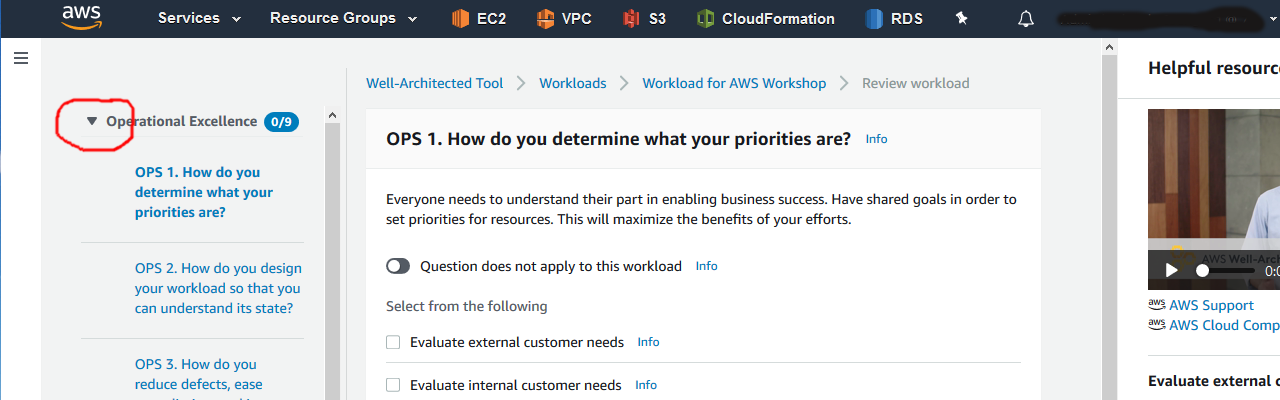 aws Services Resource Groups EC2 VPC S3 CloudFormation RDS
Well-Architected Tool Workloads Workload for AWS Workshop Review workload
Helpful resourc
Operational Excellence 0/9
OPS 1. How do you determine what your priorities are? Info
OPS 1. How do you
determine what your
priorities are?
Everyone needs to understand their part in enabling business success. Have shared goals in order to
set priorities for resources. This will maximize the benefits of your efforts.
OPS 2. How do you design
your workload so that you
can understand its state?
Question does not apply to this workload Info
AWS Well-Arch
0:0
Select from the following
aws AWS Support
aws AWS Cloud Comp
Evaluate external customer needs Info
OPS 3. How do you
reduce defects, ease
Evaluate internal customer needs Info
Evaluate external c